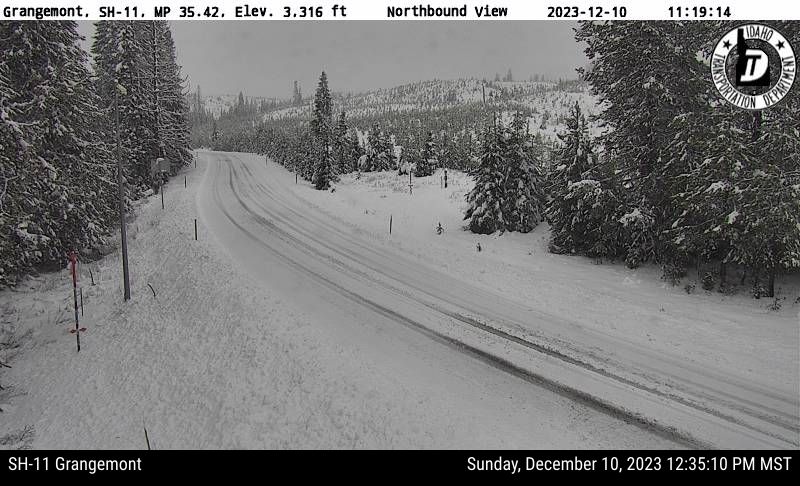 Grangemont, SH-11, MP 35.42, Elev. 3,316 ft Northbound View 2023-12-10 11:19:14
IDAHO
TRANSPORTATION DEPARTMENT
SH-11 Grangemont Sunday, December 10, 2023 12:35:10 PM MST